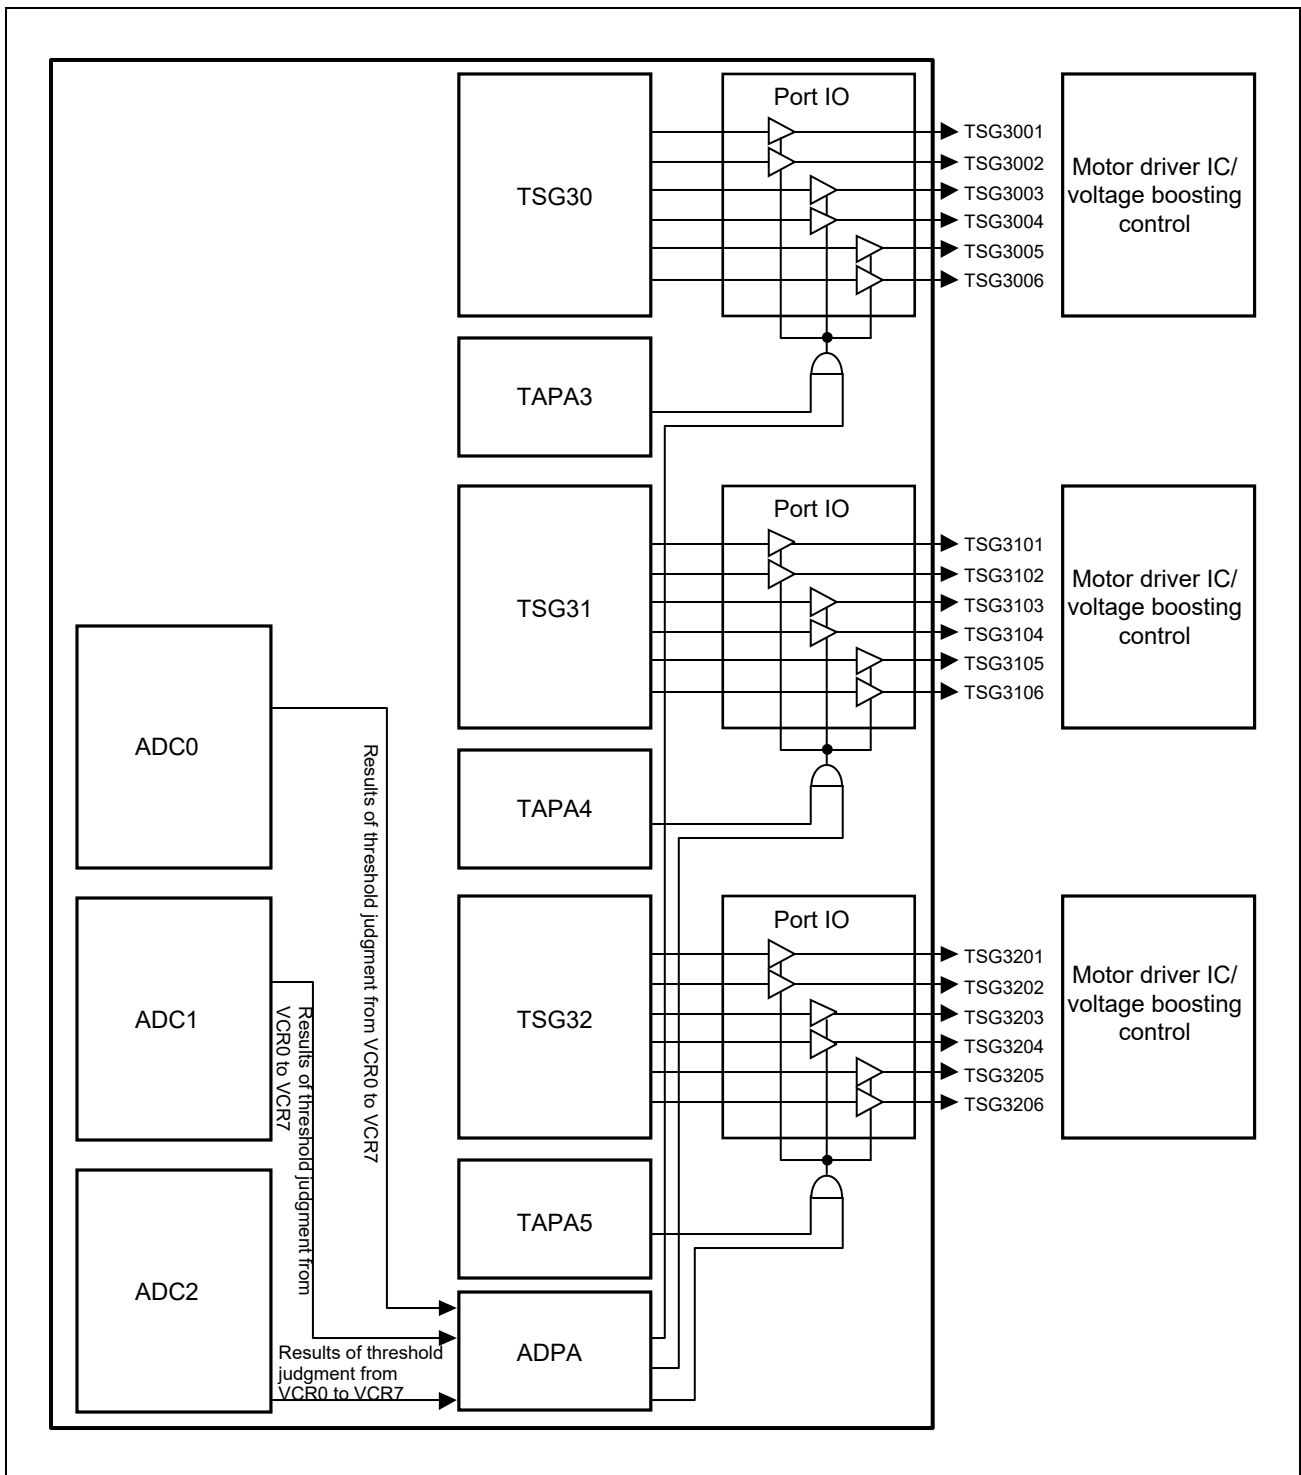 Port IO
TSG30
TSG3001
TSG3002
TSG3003
TSG3004
TSG3005
TSG3006
Motor driver IC/
voltage boosting
control
TAPA3
Port IO
TSG31
TSG3101
TSG3102
TSG3103
TSG3104
TSG3105
TSG3106
Motor driver IC/
voltage boosting
control
TAPA4
ADC0
Results of threshold judgment from VCR0 to VCR7
Port IO
TSG32
TSG3201
TSG3202
TSG3203
TSG3204
TSG3205
TSG3206
Motor driver IC/
voltage boosting
control
ADC1
Results of threshold judgment from
VCR0 to VCR7
TAPA5
ADC2
Results of threshold
judgment from
VCR0 to VCR7
ADPA